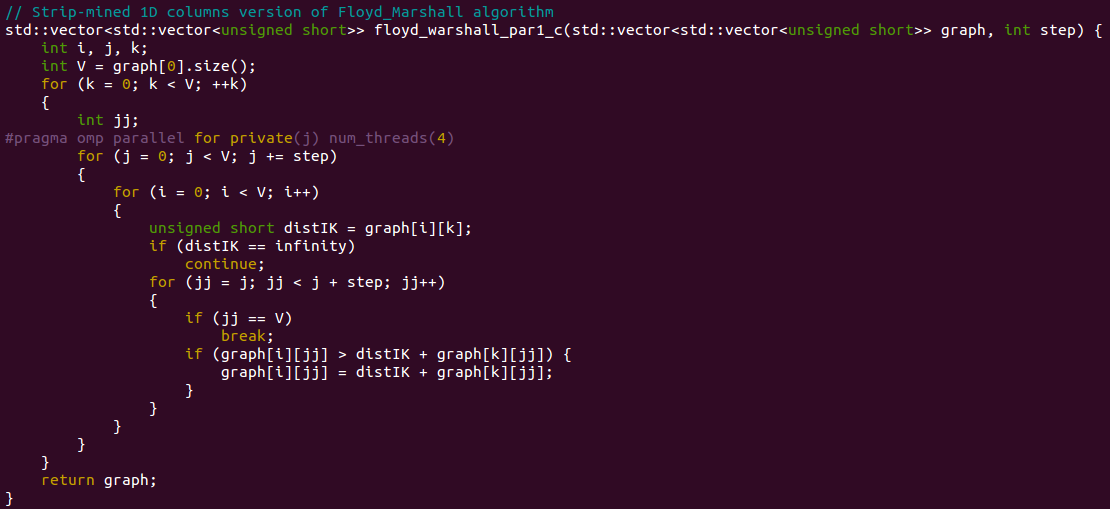 // Strip-mined 1D columns version of Floyd_Marshall algorithm
std::vector<std::vector<unsigned short>> floyd_warshall_par1_c(std::vector<std::vector<unsigned short>> graph, int step) {
    int i, j, k;
    int V = graph[0].size();
    for (k = 0; k < V; ++k)
    {
        int jj;
#pragma omp parallel for private(j) num_threads(4)
        for (j = 0; j < V; j += step)
        {
            for (i = 0; i < V; i++)
            {
                unsigned short distIK = graph[i][k];
                if (distIK == infinity)
                    continue;
                for (jj = j; jj < j + step; jj++)
                {
                    if (jj == V)
                        break;
                    if (graph[i][jj] > distIK + graph[k][jj]) {
                        graph[i][jj] = distIK + graph[k][jj];
                    }
                }
            }
        }
    }
    return graph;
}